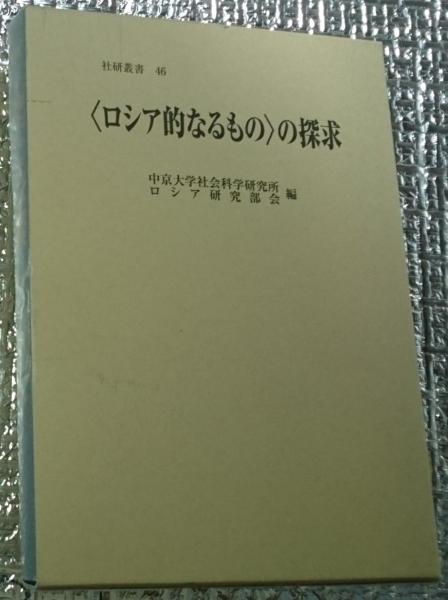 社研叢書 46
〈ロシア的なるもの〉の探求
中京大学社会科学研究所
ロシア研究部会 編